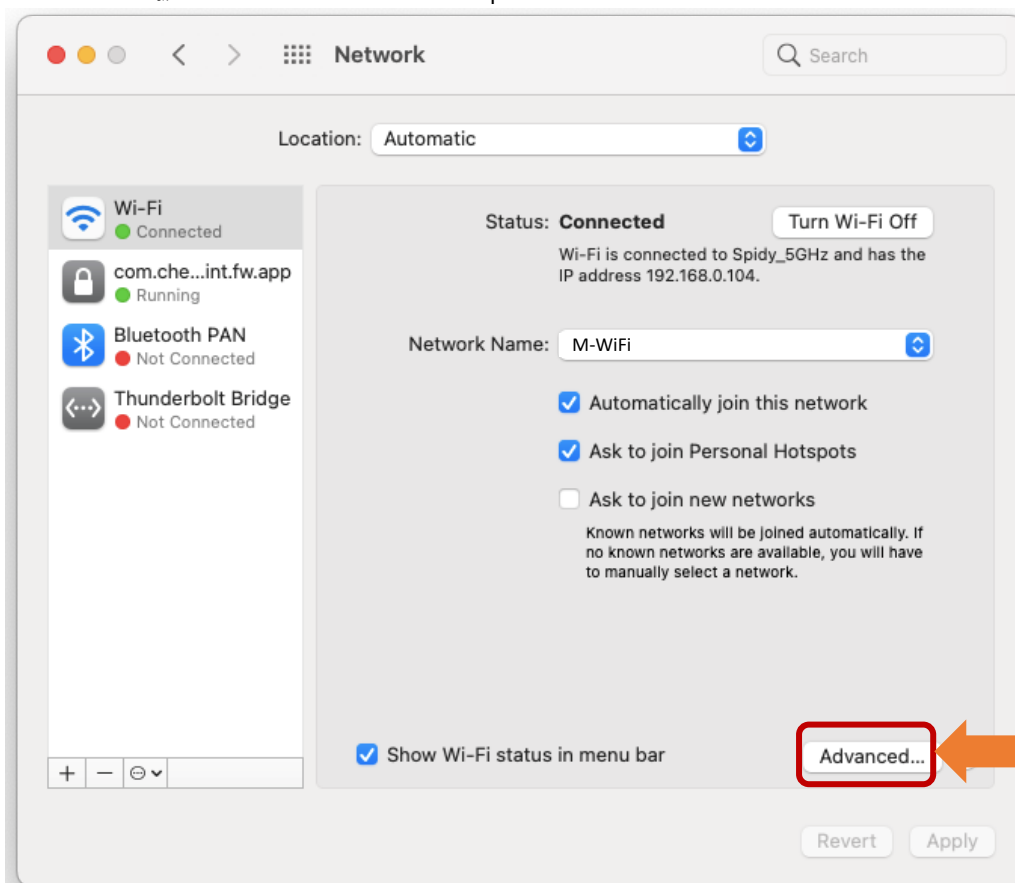 Network
Search
Location: Automatic
Wi-Fi
Connected
com.che...int.fw.app
Running
Bluetooth PAN
Not Connected
Thunderbolt Bridge
Not Connected
Status: Connected
Turn Wi-Fi Off
Wi-Fi is connected to Spidy_5GHz and has the
IP address 192.168.0.104.
Network Name: M-WiFi
Automatically join this network
Ask to join Personal Hotspots
Ask to join new networks
Known networks will be joined automatically. If
no known networks are available, you will have
to manually select a network.
Show Wi-Fi status in menu bar
Advanced...
Revert
Apply